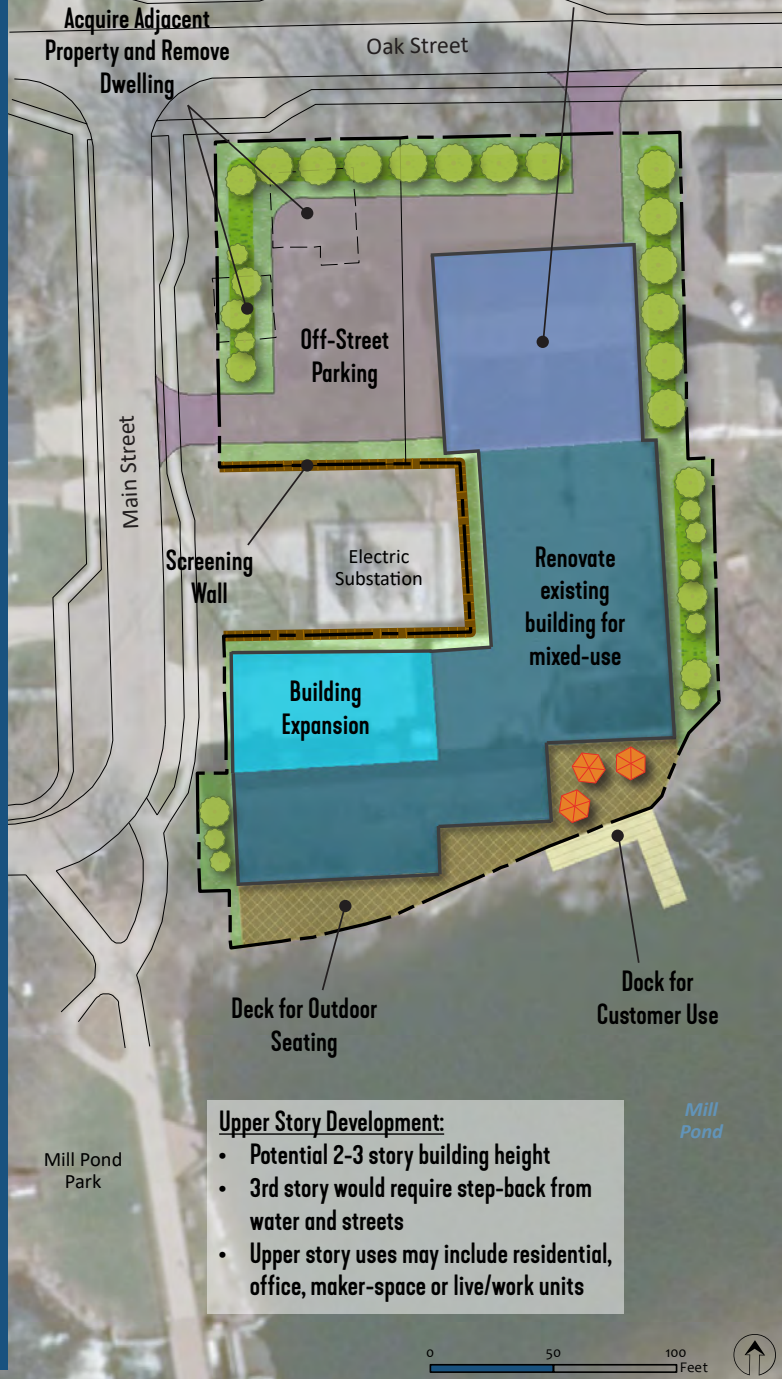 Acquire Adjacent
Property and Remove
Dwelling
Oak Street
Off-Street
Parking
Main Street
Screening
Wall
Electric
Substation
Renovate
existing
building for
mixed-use
Building
Expansion
Deck for Outdoor
Seating
Dock for
Customer Use
Mill
Pond
Mill Pond
Park
Upper Story Development:
• Potential 2-3 story building height
• 3rd story would require step-back from
water and streets
• Upper story uses may include residential,
office, maker-space or live/work units
0 50 100
Feet